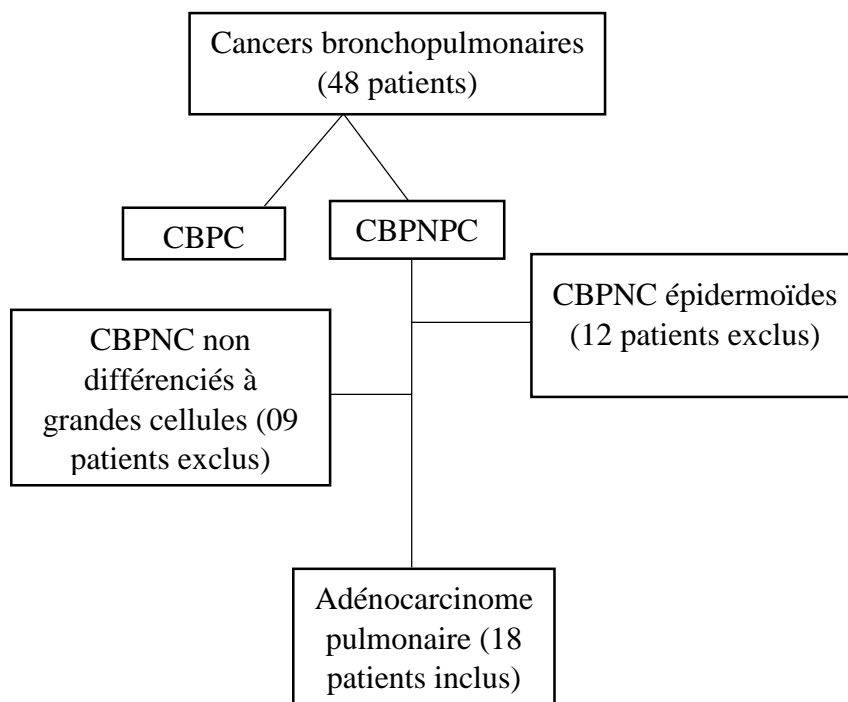 Cancers bronchopulmonaires
(48 patients)
CBPC
CBPNPC
CBPNC épidermoïdes
(12 patients exclus)
CBPNC non
différenciés à
grandes cellules (09
patients exclus)
Adénocarcinome
pulmonaire (18
patients inclus)